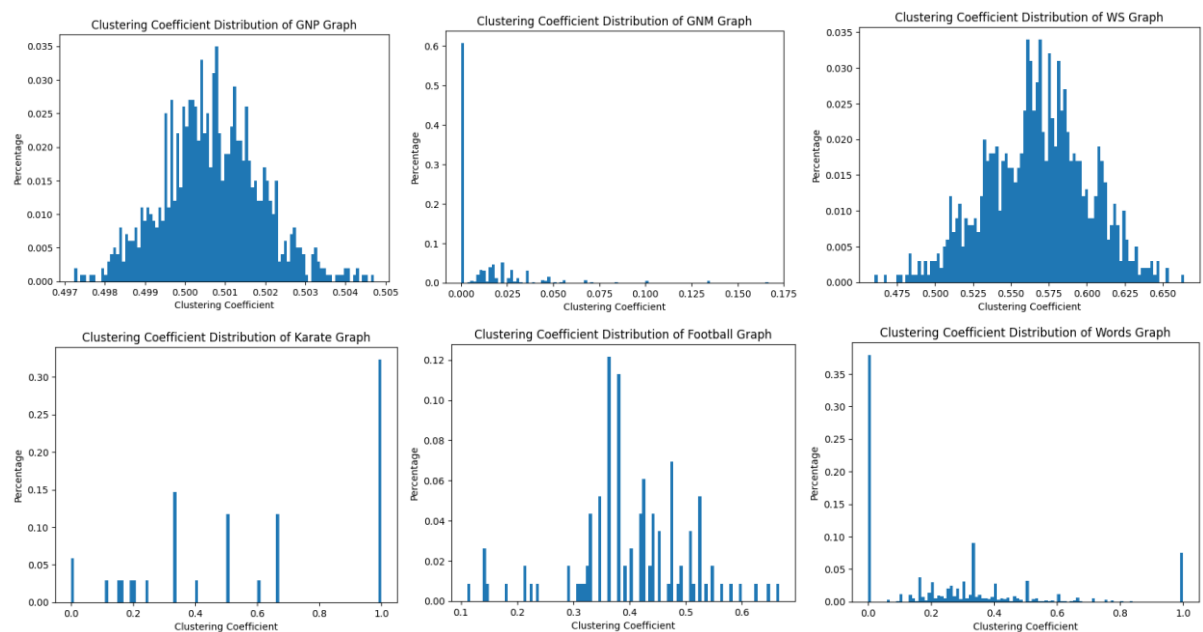 Clustering Coefficient Distribution of GNP Graph
Percentage
0.035
0.030
0.025
0.020
0.015
0.010
0.005
0.000
0.497 0.498 0.499 0.500 0.501 0.502 0.503 0.504 0.505
Clustering Coefficient
Clustering Coefficient Distribution of GNM Graph
Percentage
0.6
0.5
0.4
0.3
0.2
0.1
0.0
0.000 0.025 0.050 0.075 0.100 0.125 0.150 0.175
Clustering Coefficient
Clustering Coefficient Distribution of WS Graph
Percentage
0.035
0.030
0.025
0.020
0.015
0.010
0.005
0.000
0.475 0.500 0.525 0.550 0.575 0.600 0.625 0.650
Clustering Coefficient
Clustering Coefficient Distribution of Karate Graph
Percentage
0.30
0.25
0.20
0.15
0.10
0.05
0.00
0.0 0.2 0.4 0.6 0.8 1.0
Clustering Coefficient
Clustering Coefficient Distribution of Football Graph
Percentage
0.12
0.10
0.08
0.06
0.04
0.02
0.00
0.1 0.2 0.3 0.4 0.5 0.6
Clustering Coefficient
Clustering Coefficient Distribution of Words Graph
Percentage
0.35
0.30
0.25
0.20
0.15
0.10
0.05
0.00
0.0 0.2 0.4 0.6 0.8 1.0
Clustering Coefficient